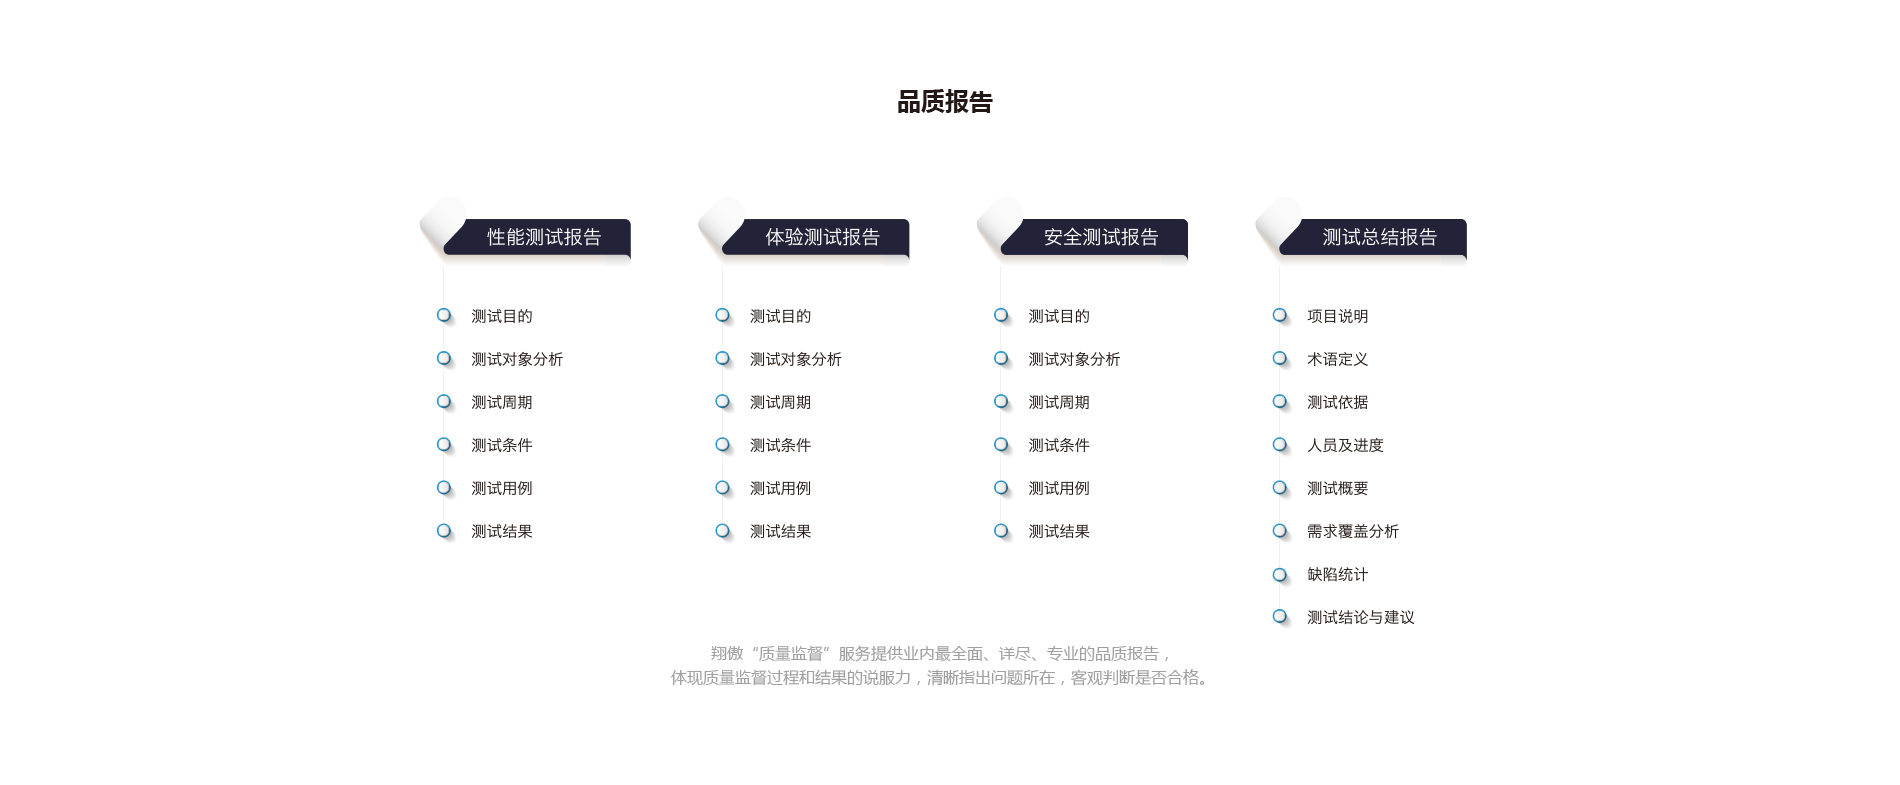 品质报告
性能测试报告
测试目的
测试对象分析
测试周期
测试条件
测试用例
测试结果
体验测试报告
测试目的
测试对象分析
测试周期
测试条件
测试用例
测试结果
安全测试报告
测试目的
测试对象分析
测试周期
测试条件
测试用例
测试结果
测试总结报告
项目说明
术语定义
测试依据
人员及进度
测试概要
需求覆盖分析
缺陷统计
测试结论与建议
翔傲“质量监督”服务提供业内最全面、详尽、专业的品质报告，
体现质量监督过程和结果的说服力，清晰指出问题所在，客观判断是否合格。